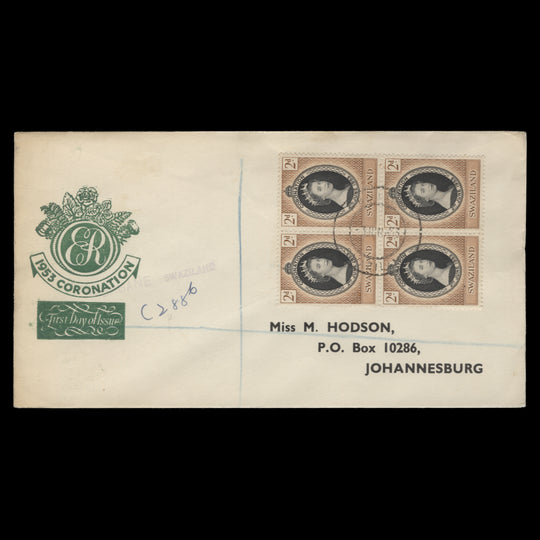 2d SWAZILAND
2d SWAZILAND
2d SWAZILAND
2d SWAZILAND
ER
1953 CORONATION
First Day of Issue
SWAZILAND
C2886
Miss M. HODSON,
P.O. Box 10286,
JOHANNESBURG